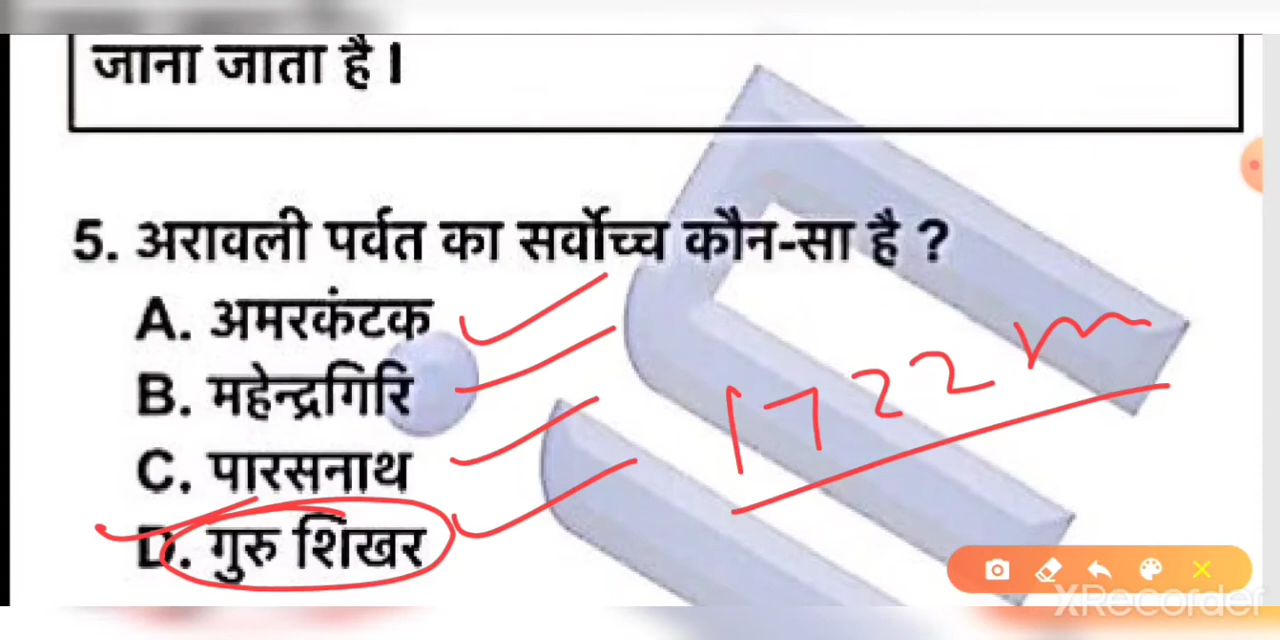 जाना जाता है।
5. अरावली पर्वत का सर्वोच्च कौन-सा है ?
A. अमरकंटक
B. महेन्द्रगिरि
C. पारसनाथ
D. गुरु शिखर
1722 m
XRecorder